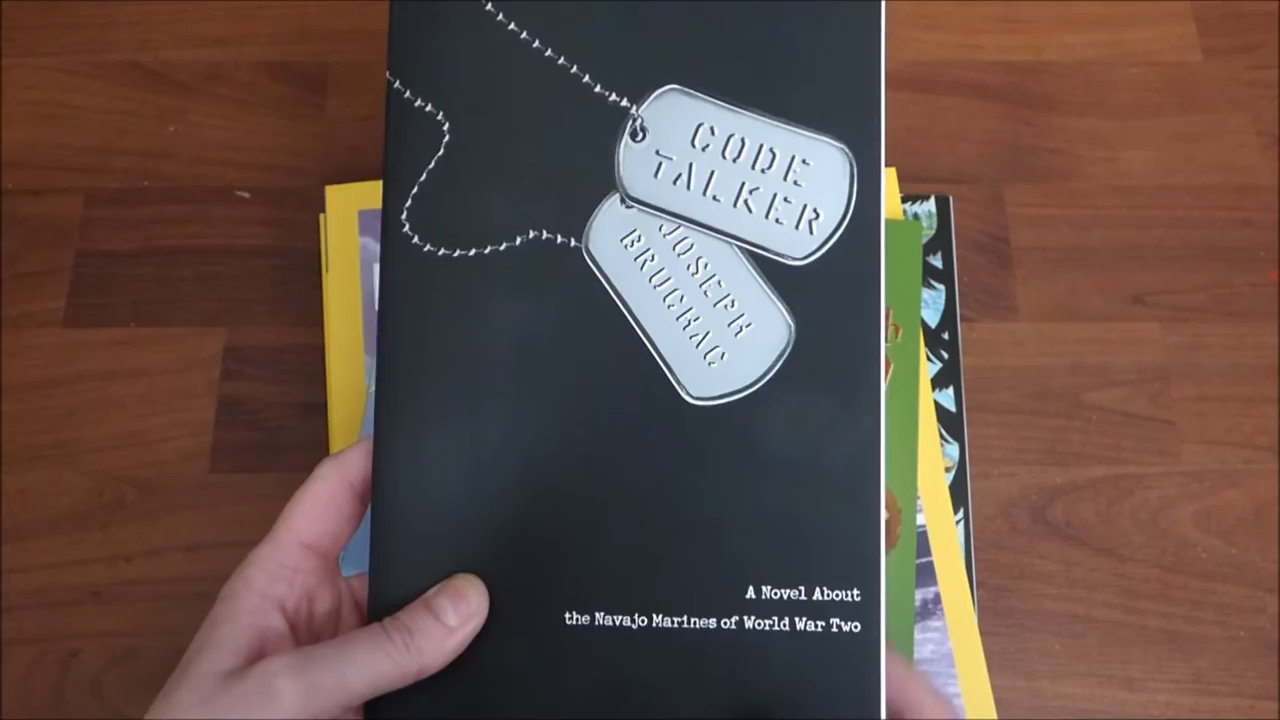 CODE
TALKER
JOSEPH
BRUCHAC
A Novel About
the Navajo Marines of World War Two